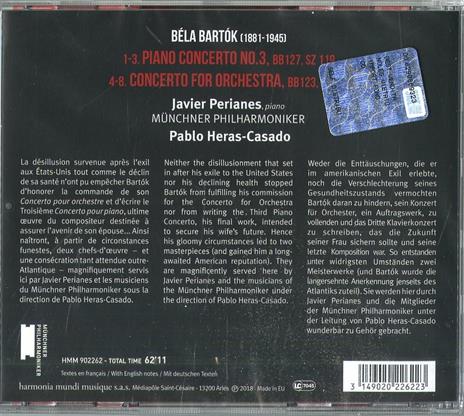 BÉLA BARTÓK (1881-1945)
1-3. PIANO CONCERTO NO.3, BB127, SZ 119
4-8. CONCERTO FOR ORCHESTRA, BB123,
Javier Perianes, piano
MÜNCHNER PHILHARMONIKER
Pablo Heras-Casado
La désillusion survenue après l'exil
aux États-Unis tout comme le déclin
de sa santé n'ont pu empêcher Bartók
d'honorer la commande de son
Concerto pour orchestre et d'écrire le
Troisième Concerto pour piano, ultime
œuvre du compositeur destinée à
assurer l'avenir de son épouse... Ainsi
naîtront, à partir de circonstances
funestes, deux chefs-d'œuvre – et
une consécration tant attendue outre-
Atlantique – magnifiquement servis
ici par Javier Perianes et les musiciens
du Münchner Philharmoniker sous
la direction de Pablo Heras-Casado.
Neither the disillusionment that set
in after his exile to the United States
nor his declining health stopped
Bartók from fulfilling his commission
for the Concerto for Orchestra
nor from writing the Third Piano
Concerto, his final work, intended
to secure his wife's future. Hence
his gloomy circumstances led to two
masterpieces (and gained him a long-
awaited American reputation). They
are magnificently served here by
Javier Perianes and the musicians of
the Münchner Philharmoniker under
the direction of Pablo Heras-Casado.
Weder die Enttäuschungen, die er
im amerikanischen Exil erlebte,
noch die Verschlechterung seines
Gesundheitszustands vermochten
Bartók daran zu hindern, sein Konzert
für Orchester, ein Auftragswerk, zu
vollenden und das Dritte Klavierkonzert
zu schreiben, das die Zukunft
seiner Frau sichern sollte und seine
letzte Komposition war. So entstanden
unter widrigsten Umständen zwei
Meisterwerke (und Bartók wurde die
langersehnte Anerkennung jenseits des
Atlantiks zuteil). Sie werden hier durch
Javier Perianes und die Mitglieder
der Münchner Philharmoniker unter
der Leitung von Pablo Heras-Casado
wunderbar zu Gehör gebracht.
MÜNCHNER
PHILHARMONIKER
HMM 902262 - TOTAL TIME 62'11
Textes en français / With English notes / Mit deutschen Texten
harmonia mundi musique s.a.s. Médiapôle Saint-Césaire - 13200 Arles Ⓟ 2018 - Made in EU
LC 7045
3 149020 226223